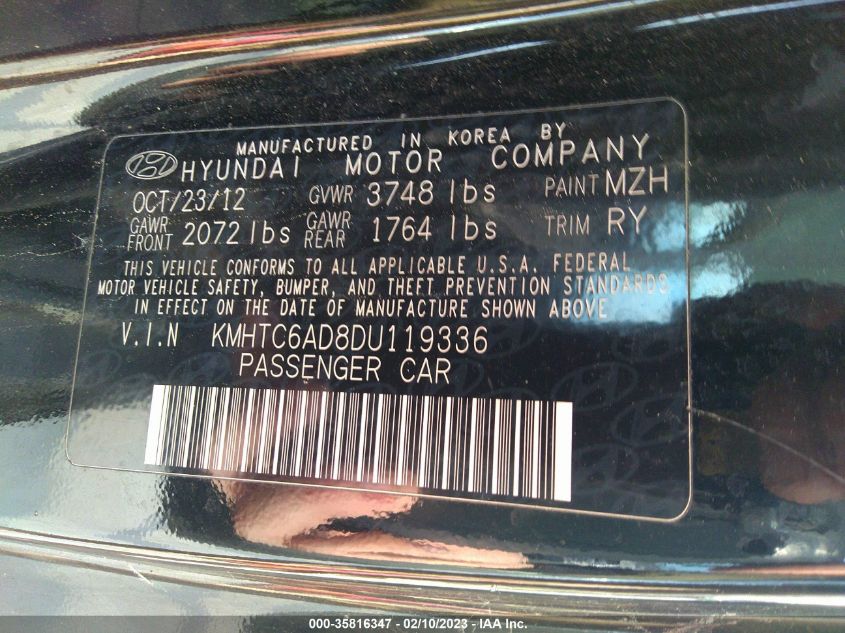 MANUFACTURED IN KOREA BY
HYUNDAI MOTOR COMPANY
OCT/23/12 GVWR 3748 lbs PAINT MZH
GAWR FRONT 2072 lbs GAWR REAR 1764 lbs TRIM RY
THIS VEHICLE CONFORMS TO ALL APPLICABLE U.S.A. FEDERAL
MOTOR VEHICLE SAFETY, BUMPER, AND THEFT PREVENTION STANDARDS
IN EFFECT ON THE DATE OF MANUFACTURE SHOWN ABOVE
V.I.N KMHTC6AD8DU119336
PASSENGER CAR
000-35816347 - 02/10/2023 - IAA Inc.